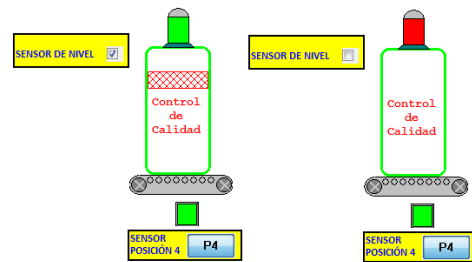 SENSOR DE NIVEL
Control
de
Calidad
SENSOR
POSICIÓN 4
P4
SENSOR DE NIVEL
Control
de
Calidad
SENSOR
POSICIÓN 4
P4